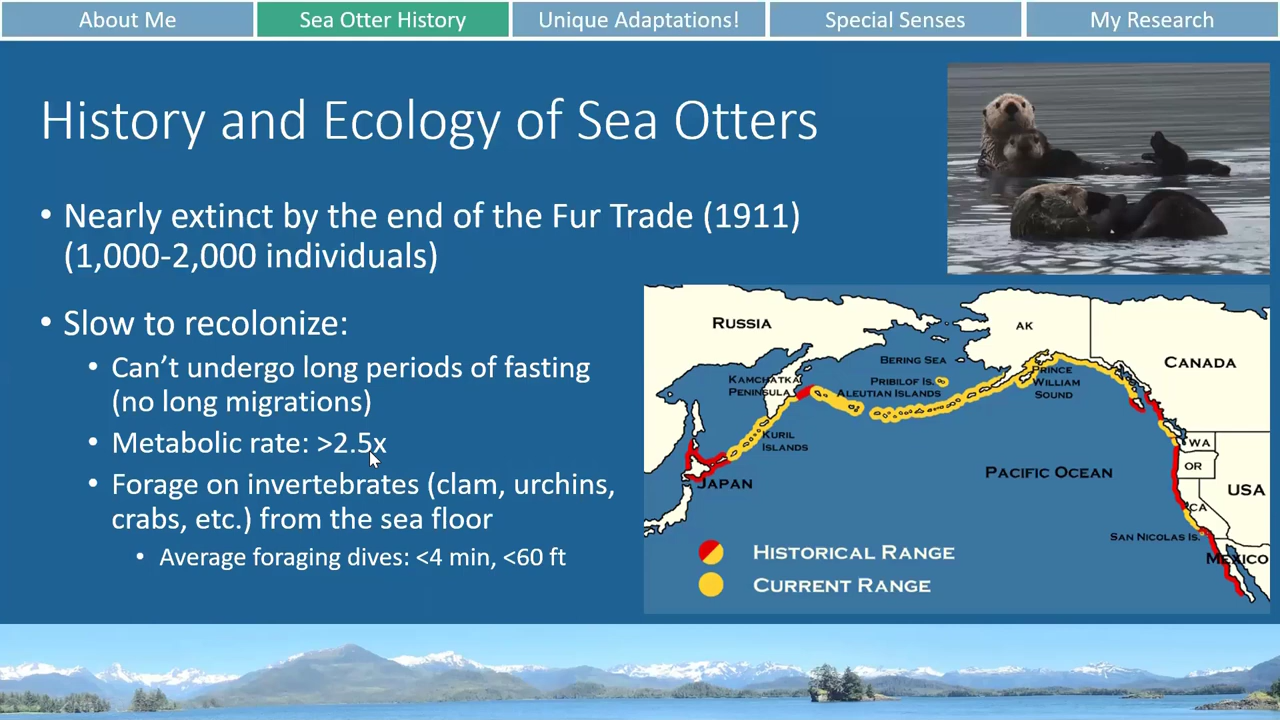 About Me
Sea Otter History
Unique Adaptations!
Special Senses
My Research
History and Ecology of Sea Otters
• Nearly extinct by the end of the Fur Trade (1911)
(1,000-2,000 individuals)
• Slow to recolonize:
• Can't undergo long periods of fasting
(no long migrations)
• Metabolic rate: >2.5x
• Forage on invertebrates (clam, urchins,
crabs, etc.) from the sea floor
• Average foraging dives: <4 min, <60 ft
RUSSIA
AK
BERING SEA
CANADA
KAMCHATKA
PENINSULA
PRIBILOF IS.
ALEUTIAN ISLANDS
PRINCE
WILLIAM
SOUND
KURIL
ISLANDS
WA
OR
JAPAN
PACIFIC OCEAN
USA
CA
SAN NICOLAS IS.
MEXICO
HISTORICAL RANGE
CURRENT RANGE